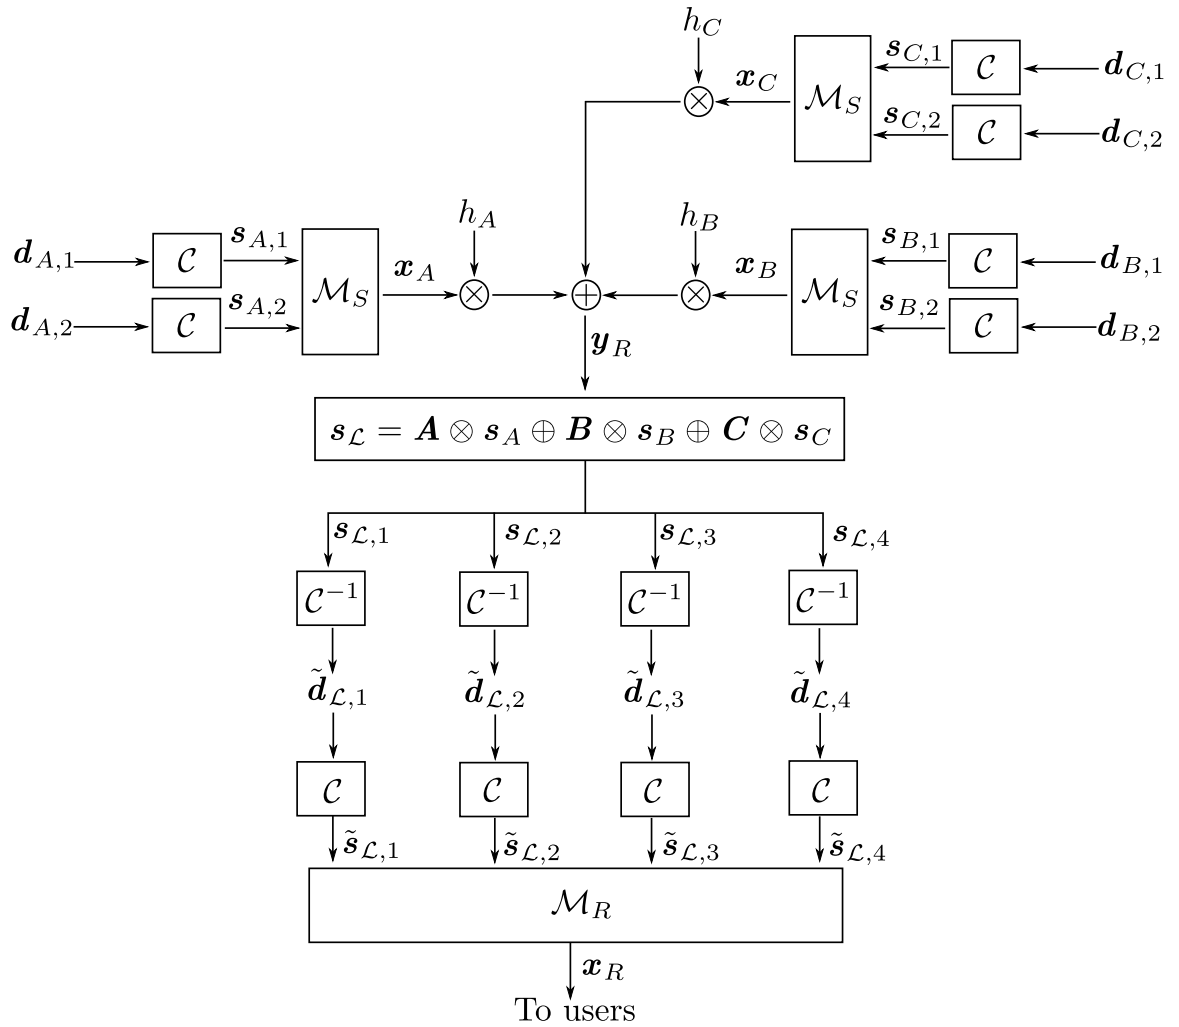 h_C
d_{C,1} C s_{C,1} M_S x_C
d_{C,2} C s_{C,2}
h_A h_B
d_{A,1} C s_{A,1} M_S x_A x_B M_S s_{B,1} C d_{B,1}
d_{A,2} C s_{A,2} s_{B,2} C d_{B,2}
y_R
s_ℒ = A ⊗ s_A ⊕ B ⊗ s_B ⊕ C ⊗ s_C
s_{ℒ,1} s_{ℒ,2} s_{ℒ,3} s_{ℒ,4}
C^{-1} C^{-1} C^{-1} C^{-1}
d̃_{ℒ,1} d̃_{ℒ,2} d̃_{ℒ,3} d̃_{ℒ,4}
C C C C
s̃_{ℒ,1} s̃_{ℒ,2} s̃_{ℒ,3} s̃_{ℒ,4}
M_R
x_R
To users